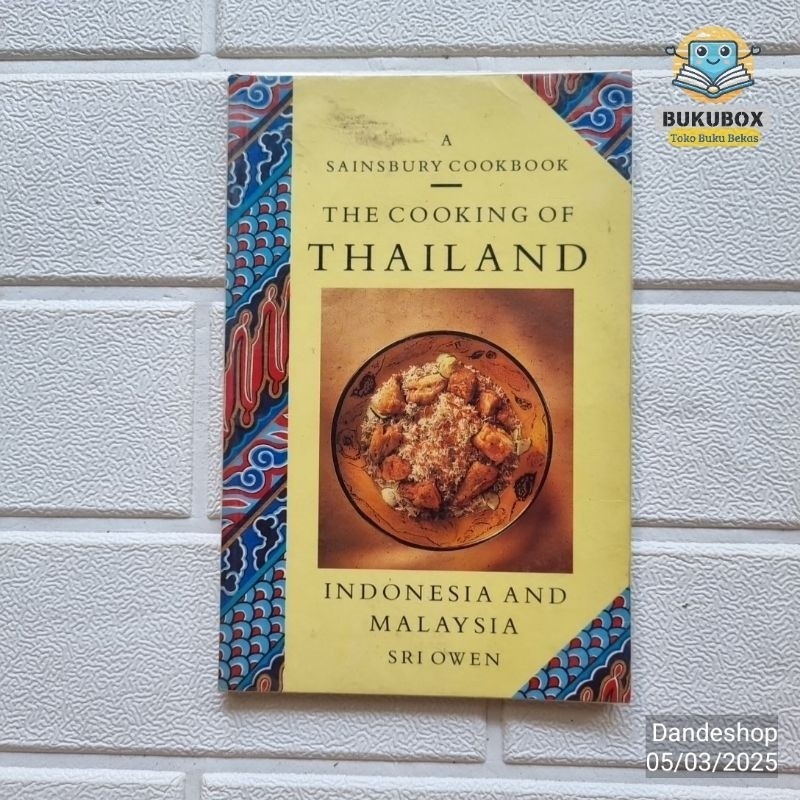 BUKUBOX
Toko Buku Bekas
A
SAINSBURY COOKBOOK
THE COOKING OF
THAILAND
INDONESIA AND
MALAYSIA
SRI OWEN
Dandeshop
05/03/2025